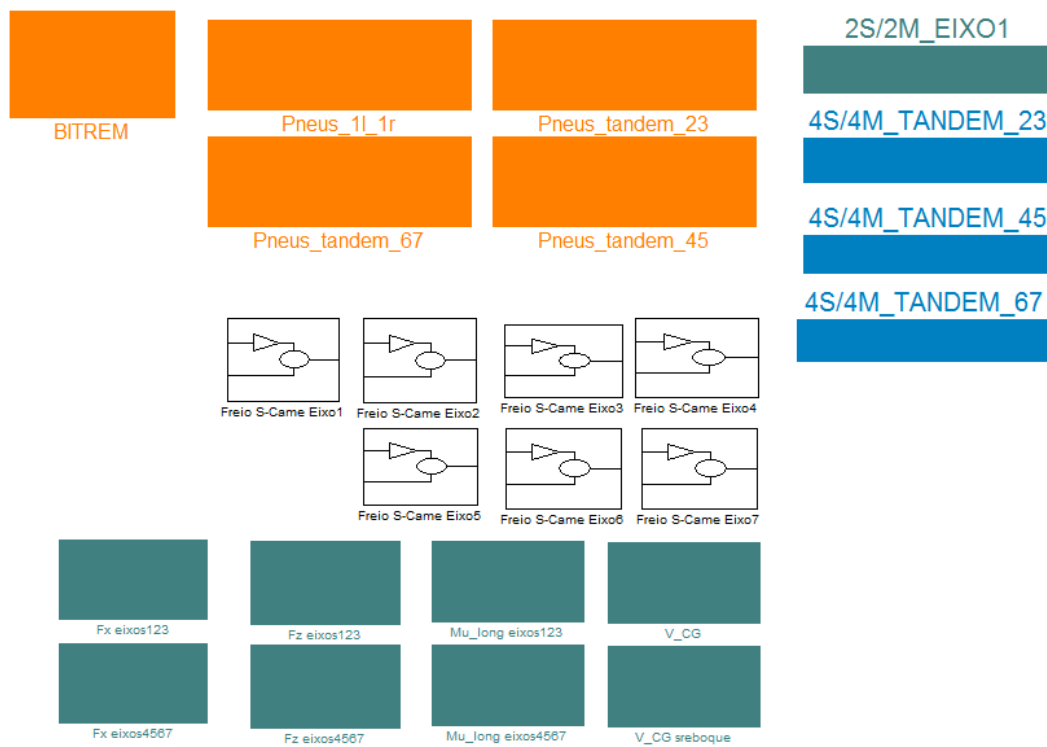 2S/2M_EIXO1
BITREM
Pneus_1l_1r
Pneus_tandem_23
4S/4M_TANDEM_23
Pneus_tandem_67
Pneus_tandem_45
4S/4M_TANDEM_45
4S/4M_TANDEM_67
Freio S-Came Eixo1
Freio S-Came Eixo2
Freio S-Came Eixo3
Freio S-Came Eixo4
Freio S-Came Eixo5
Freio S-Came Eixo6
Freio S-Came Eixo7
Fx eixos123
Fz eixos123
Mu_long eixos123
V_CG
Fx eixos4567
Fz eixos4567
Mu_long eixos4567
V_CG sreboque